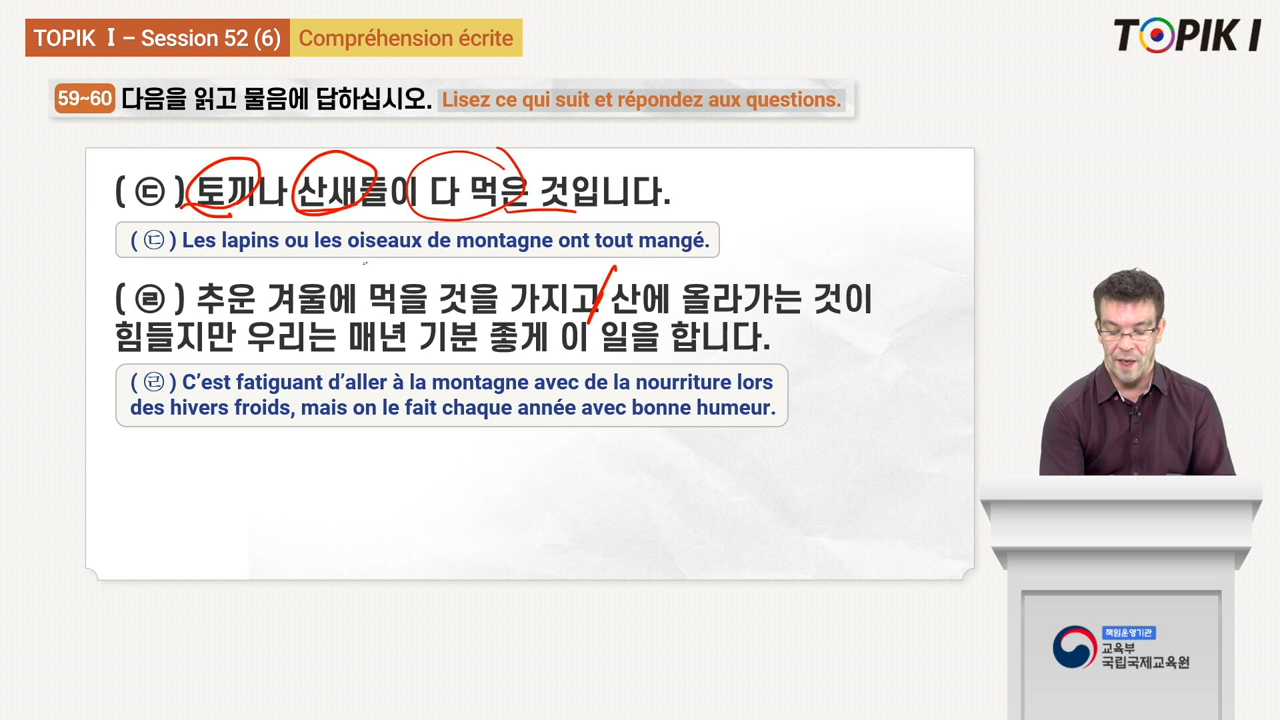 TOPIK I – Session 52 (6) Compréhension écrite
TOPIK I
59~60 다음을 읽고 물음에 답하십시오. Lisez ce qui suit et répondez aux questions.
( ㉢ ) 토끼나 산새들이 다 먹은 것입니다.
( ㉢ ) Les lapins ou les oiseaux de montagne ont tout mangé.
( ㉣ ) 추운 겨울에 먹을 것을 가지고 산에 올라가는 것이
힘들지만 우리는 매년 기분 좋게 이 일을 합니다.
( ㉣ ) C’est fatiguant d’aller à la montagne avec de la nourriture lors
des hivers froids, mais on le fait chaque année avec bonne humeur.
책임운영기관
교육부
국립국제교육원